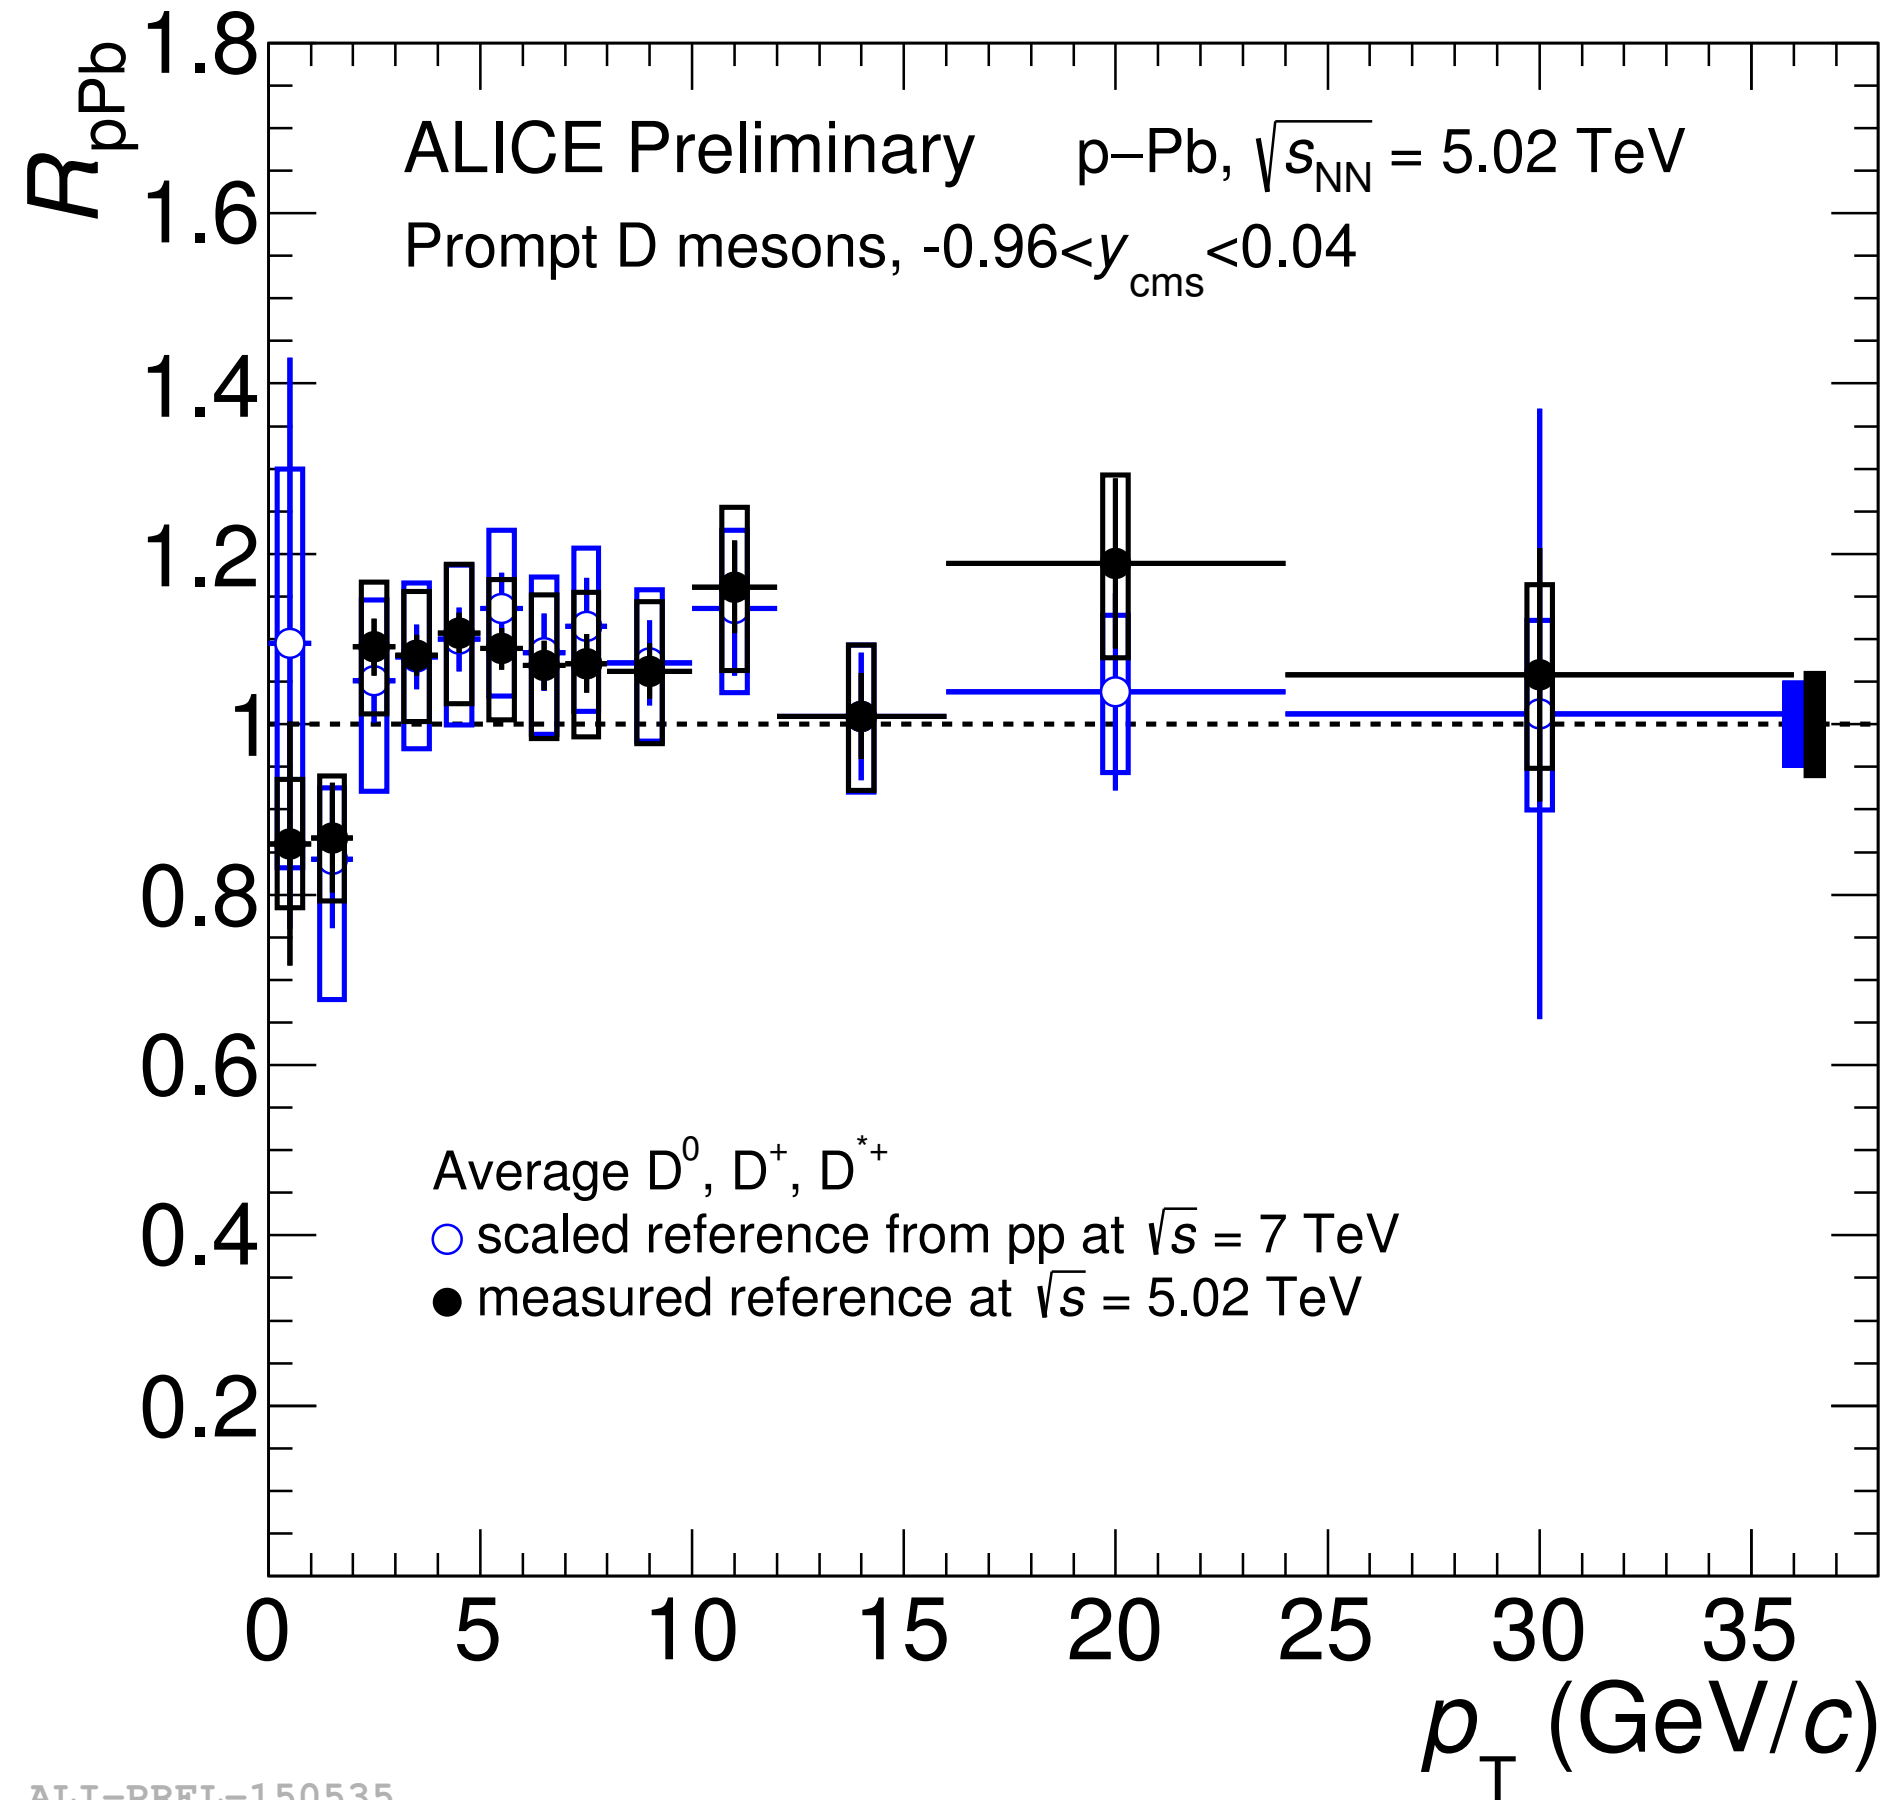 R_pPb
ALICE Preliminary p–Pb, √s_NN = 5.02 TeV
Prompt D mesons, -0.96<y_cms<0.04
1.8
1.6
1.4
1.2
1
0.8
0.6
0.4
0.2
Average D^0, D^+, D^*+
scaled reference from pp at √s = 7 TeV
measured reference at √s = 5.02 TeV
0 5 10 15 20 25 30 35
p_T (GeV/c)
ALI-PREL-150535